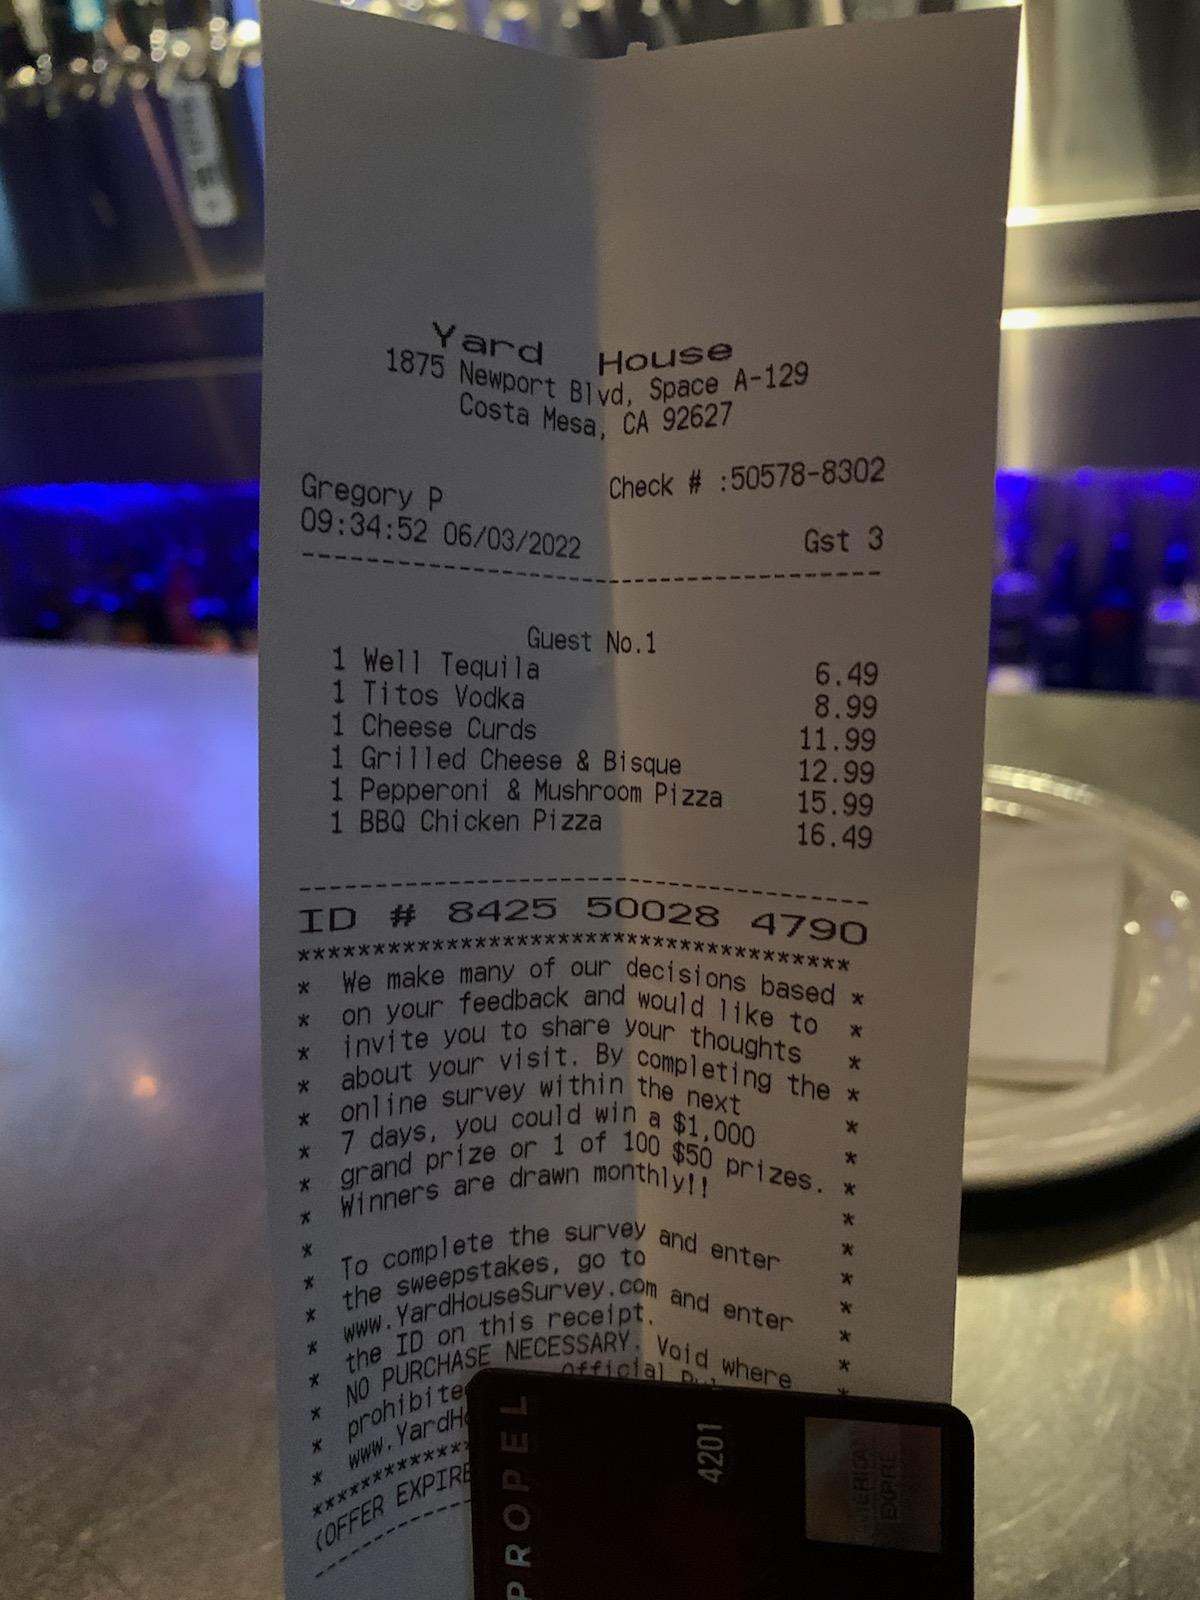 Yard House
1875 Newport Blvd, Space A-129
Costa Mesa, CA 92627
Gregory P Check # :50578-8302
09:34:52 06/03/2022 Gst 3
Guest No.1
1 Well Tequila 6.49
1 Titos Vodka 8.99
1 Cheese Curds 11.99
1 Grilled Cheese & Bisque 12.99
1 Pepperoni & Mushroom Pizza 15.99
1 BBQ Chicken Pizza 16.49
ID # 8425 50028 4790
****************************************
* We make many of our decisions based *
* on your feedback and would like to *
* invite you to share your thoughts *
* about your visit. By completing the *
* online survey within the next *
* 7 days, you could win a $1,000 *
* grand prize or 1 of 100 $50 prizes. *
* Winners are drawn monthly!! *
* *
* To complete the survey and enter *
* the sweepstakes, go to *
* www.YardHouseSurvey.com and enter *
* the ID on this receipt. *
* NO PURCHASE NECESSARY. Void where *
* prohibite Official
* www.YardHo
************
(OFFER EXPIRE
PROPEL
4201
AMERICAN
EXPRE